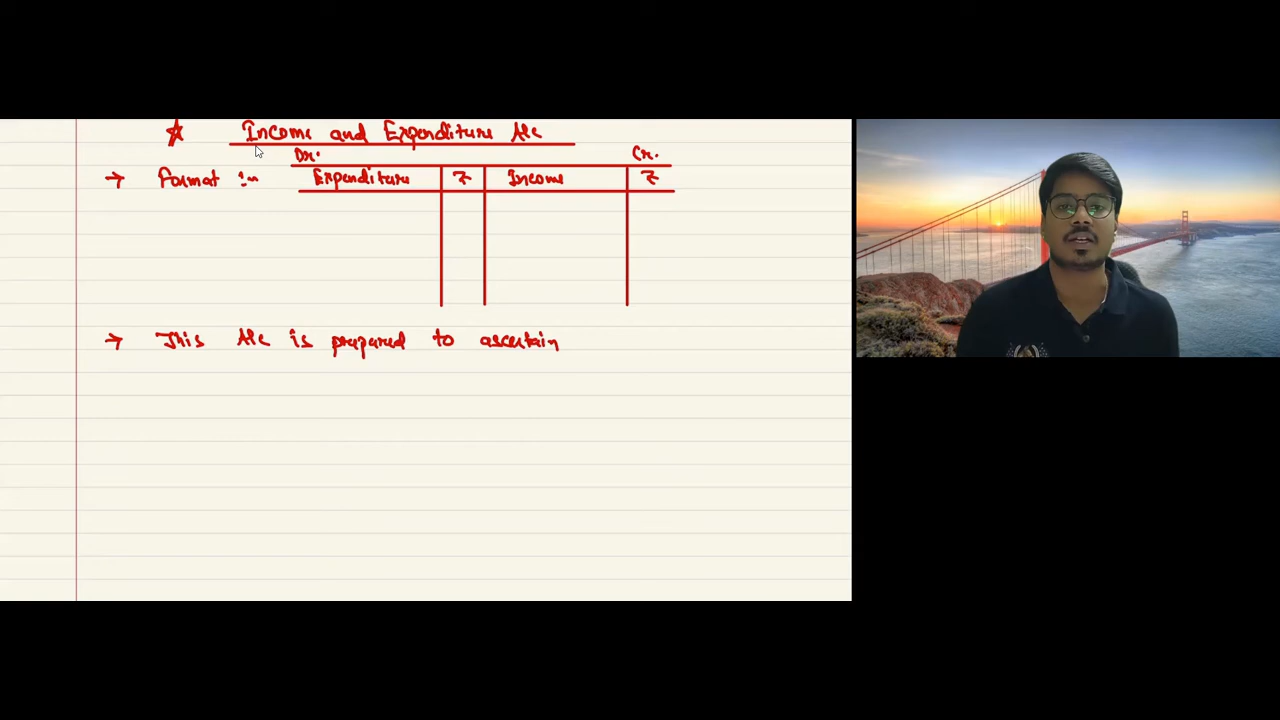 ☆ Income and Expenditure A/c
Dr. Cr.
→ Format :- Expenditure ₹ Income ₹
→ This A/c is prepared to ascertain